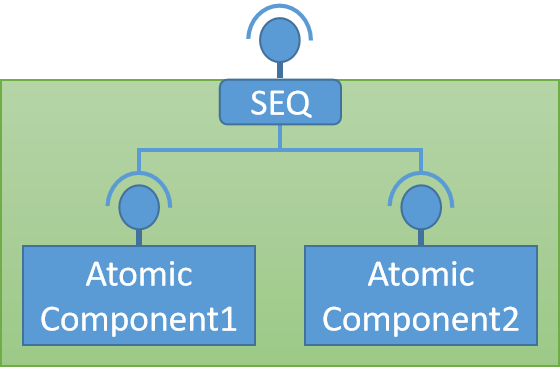 SEQ
Atomic
Component1
Atomic
Component2